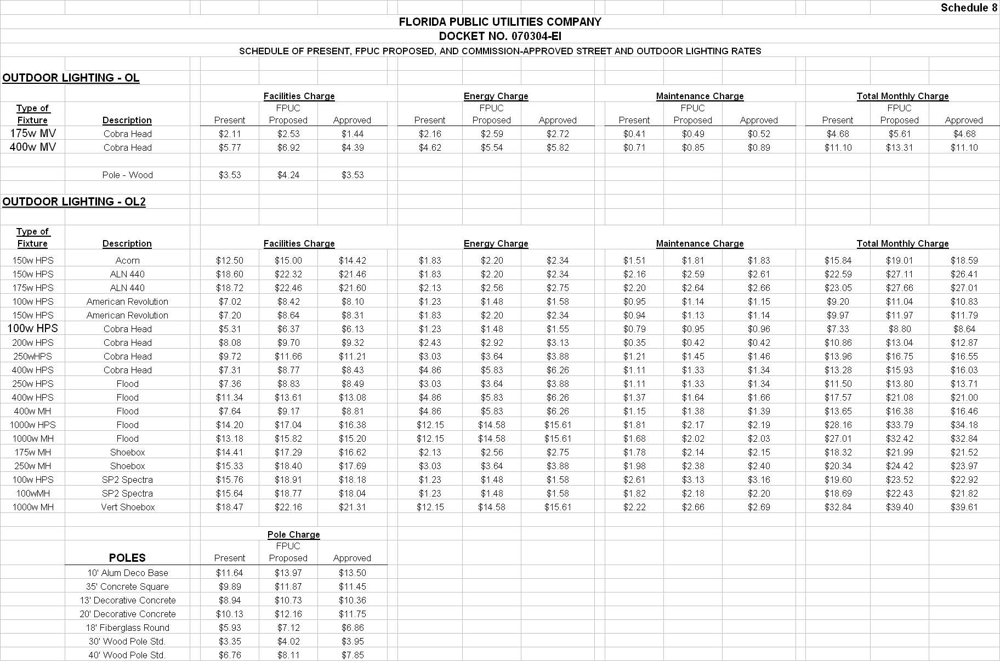 Schedule 8
FLORIDA PUBLIC UTILITIES COMPANY
DOCKET NO. 070304-EI
SCHEDULE OF PRESENT, FPUC PROPOSED, AND COMMISSION-APPROVED STREET AND OUTDOOR LIGHTING RATES
OUTDOOR LIGHTING - OL
Facilities Charge Energy Charge Maintenance Charge Total Monthly Charge
Type of FPUC FPUC FPUC FPUC
Fixture Description Present Proposed Approved Present Proposed Approved Present Proposed Approved Present Proposed Approved
175w MV Cobra Head $2.11 $2.53 $1.44 $2.16 $2.59 $2.72 $0.41 $0.49 $0.52 $4.68 $5.61 $4.68
400w MV Cobra Head $5.77 $6.92 $4.39 $4.62 $5.54 $5.82 $0.71 $0.85 $0.89 $11.10 $13.31 $11.10
Pole - Wood $3.53 $4.24 $3.53
OUTDOOR LIGHTING - OL2
Type of
Fixture Description Facilities Charge Energy Charge Maintenance Charge Total Monthly Charge
150w HPS Acorn $12.50 $15.00 $14.42 $1.83 $2.20 $2.34 $1.51 $1.81 $1.83 $15.84 $19.01 $18.59
150w HPS ALN 440 $18.60 $22.32 $21.46 $1.83 $2.20 $2.34 $2.16 $2.59 $2.61 $22.59 $27.11 $26.41
175w HPS ALN 440 $18.72 $22.46 $21.60 $2.13 $2.56 $2.75 $2.20 $2.64 $2.66 $23.05 $27.66 $27.01
100w HPS American Revolution $7.02 $8.42 $8.10 $1.23 $1.48 $1.58 $0.95 $1.14 $1.15 $9.20 $11.04 $10.83
150w HPS American Revolution $7.20 $8.64 $8.31 $1.83 $2.20 $2.34 $0.94 $1.13 $1.14 $9.97 $11.97 $11.79
100w HPS Cobra Head $5.31 $6.37 $6.13 $1.23 $1.48 $1.55 $0.79 $0.95 $0.96 $7.33 $8.80 $8.64
200w HPS Cobra Head $8.08 $9.70 $9.32 $2.43 $2.92 $3.13 $0.35 $0.42 $0.42 $10.86 $13.04 $12.87
250wHPS Cobra Head $9.72 $11.66 $11.21 $3.03 $3.64 $3.88 $1.21 $1.45 $1.46 $13.96 $16.75 $16.55
400w HPS Cobra Head $7.31 $8.77 $8.43 $4.86 $5.83 $6.26 $1.11 $1.33 $1.34 $13.28 $15.93 $16.03
250w HPS Flood $7.36 $8.83 $8.49 $3.03 $3.64 $3.88 $1.11 $1.33 $1.34 $11.50 $13.80 $13.71
400w HPS Flood $11.34 $13.61 $13.08 $4.86 $5.83 $6.26 $1.37 $1.64 $1.66 $17.57 $21.08 $21.00
400w MH Flood $7.64 $9.17 $8.81 $4.86 $5.83 $6.26 $1.15 $1.38 $1.39 $13.65 $16.38 $16.46
1000w HPS Flood $14.20 $17.04 $16.38 $12.15 $14.58 $15.61 $1.81 $2.17 $2.19 $28.16 $33.79 $34.18
1000w MH Flood $13.18 $15.82 $15.20 $12.15 $14.58 $15.61 $1.68 $2.02 $2.03 $27.01 $32.42 $32.84
175w MH Shoebox $14.41 $17.29 $16.62 $2.13 $2.56 $2.75 $1.78 $2.14 $2.15 $18.32 $21.99 $21.52
250w MH Shoebox $15.33 $18.40 $17.69 $3.03 $3.64 $3.88 $1.98 $2.38 $2.40 $20.34 $24.42 $23.97
100w HPS SP2 Spectra $15.76 $18.91 $18.18 $1.23 $1.48 $1.58 $2.61 $3.13 $3.16 $19.60 $23.52 $22.92
100wMH SP2 Spectra $15.64 $18.77 $18.04 $1.23 $1.48 $1.58 $1.82 $2.18 $2.20 $18.69 $22.43 $21.82
1000w MH Vert Shoebox $18.47 $22.16 $21.31 $12.15 $14.58 $15.61 $2.22 $2.66 $2.69 $32.84 $39.40 $39.61
Pole Charge
FPUC
POLES Present Proposed Approved
10' Alum Deco Base $11.64 $13.97 $13.50
35' Concrete Square $9.89 $11.87 $11.45
13' Decorative Concrete $8.94 $10.73 $10.36
20' Decorative Concrete $10.13 $12.16 $11.75
18' Fiberglass Round $5.93 $7.12 $6.86
30' Wood Pole Std. $3.35 $4.02 $3.95
40' Wood Pole Std. $6.76 $8.11 $7.85